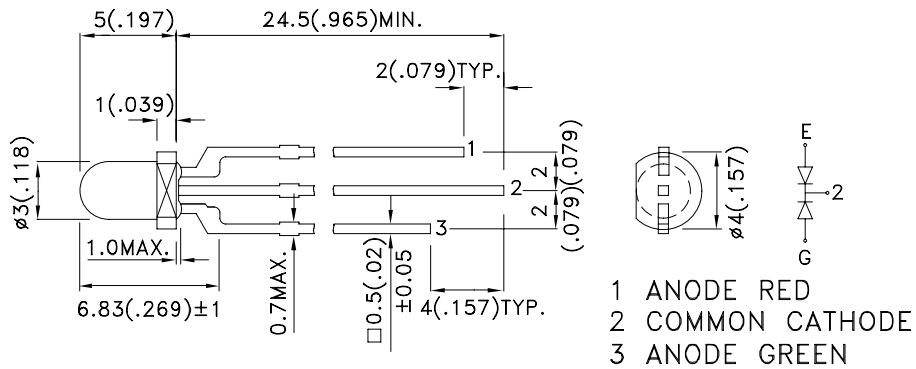 5(.197)
24.5(.965)MIN.
2(.079)TYP.
1(.039)
ø3(.118)
1
2
3
2
(.079)
2
(.079)
ø4(.157)
E
2
G
1.0MAX.
6.83(.269)±1
0.7MAX.
□0.5(.02)
±0.05
4(.157)TYP.
1 ANODE RED
2 COMMON CATHODE
3 ANODE GREEN